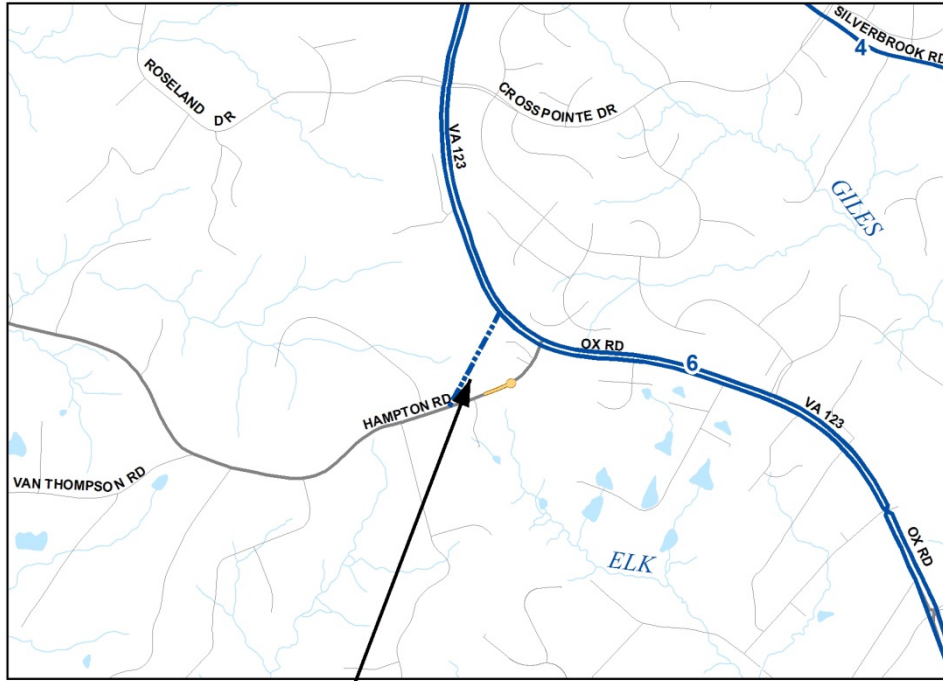 SILVERBROOK RD
4
ROSELAND DR
CROSSPOINTE DR
VA 123
GILES
OX RD
6
HAMPTON RD
VA 123
VAN THOMPSON RD
OX RD
ELK